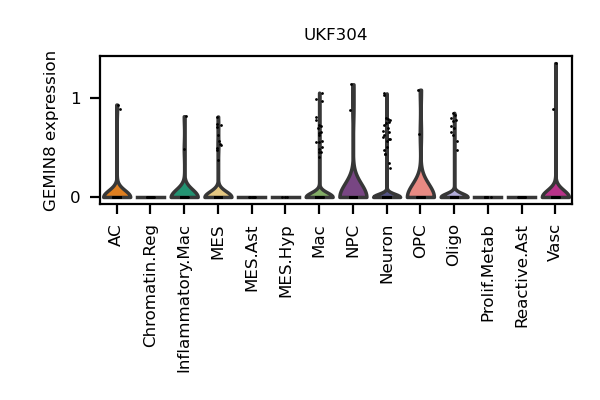 UKF304
GEMIN8 expression
1
0
AC
Chromatin.Reg
Inflammatory.Mac
MES
MES.Ast
MES.Hyp
Mac
NPC
Neuron
OPC
Oligo
Prolif.Metab
Reactive.Ast
Vasc